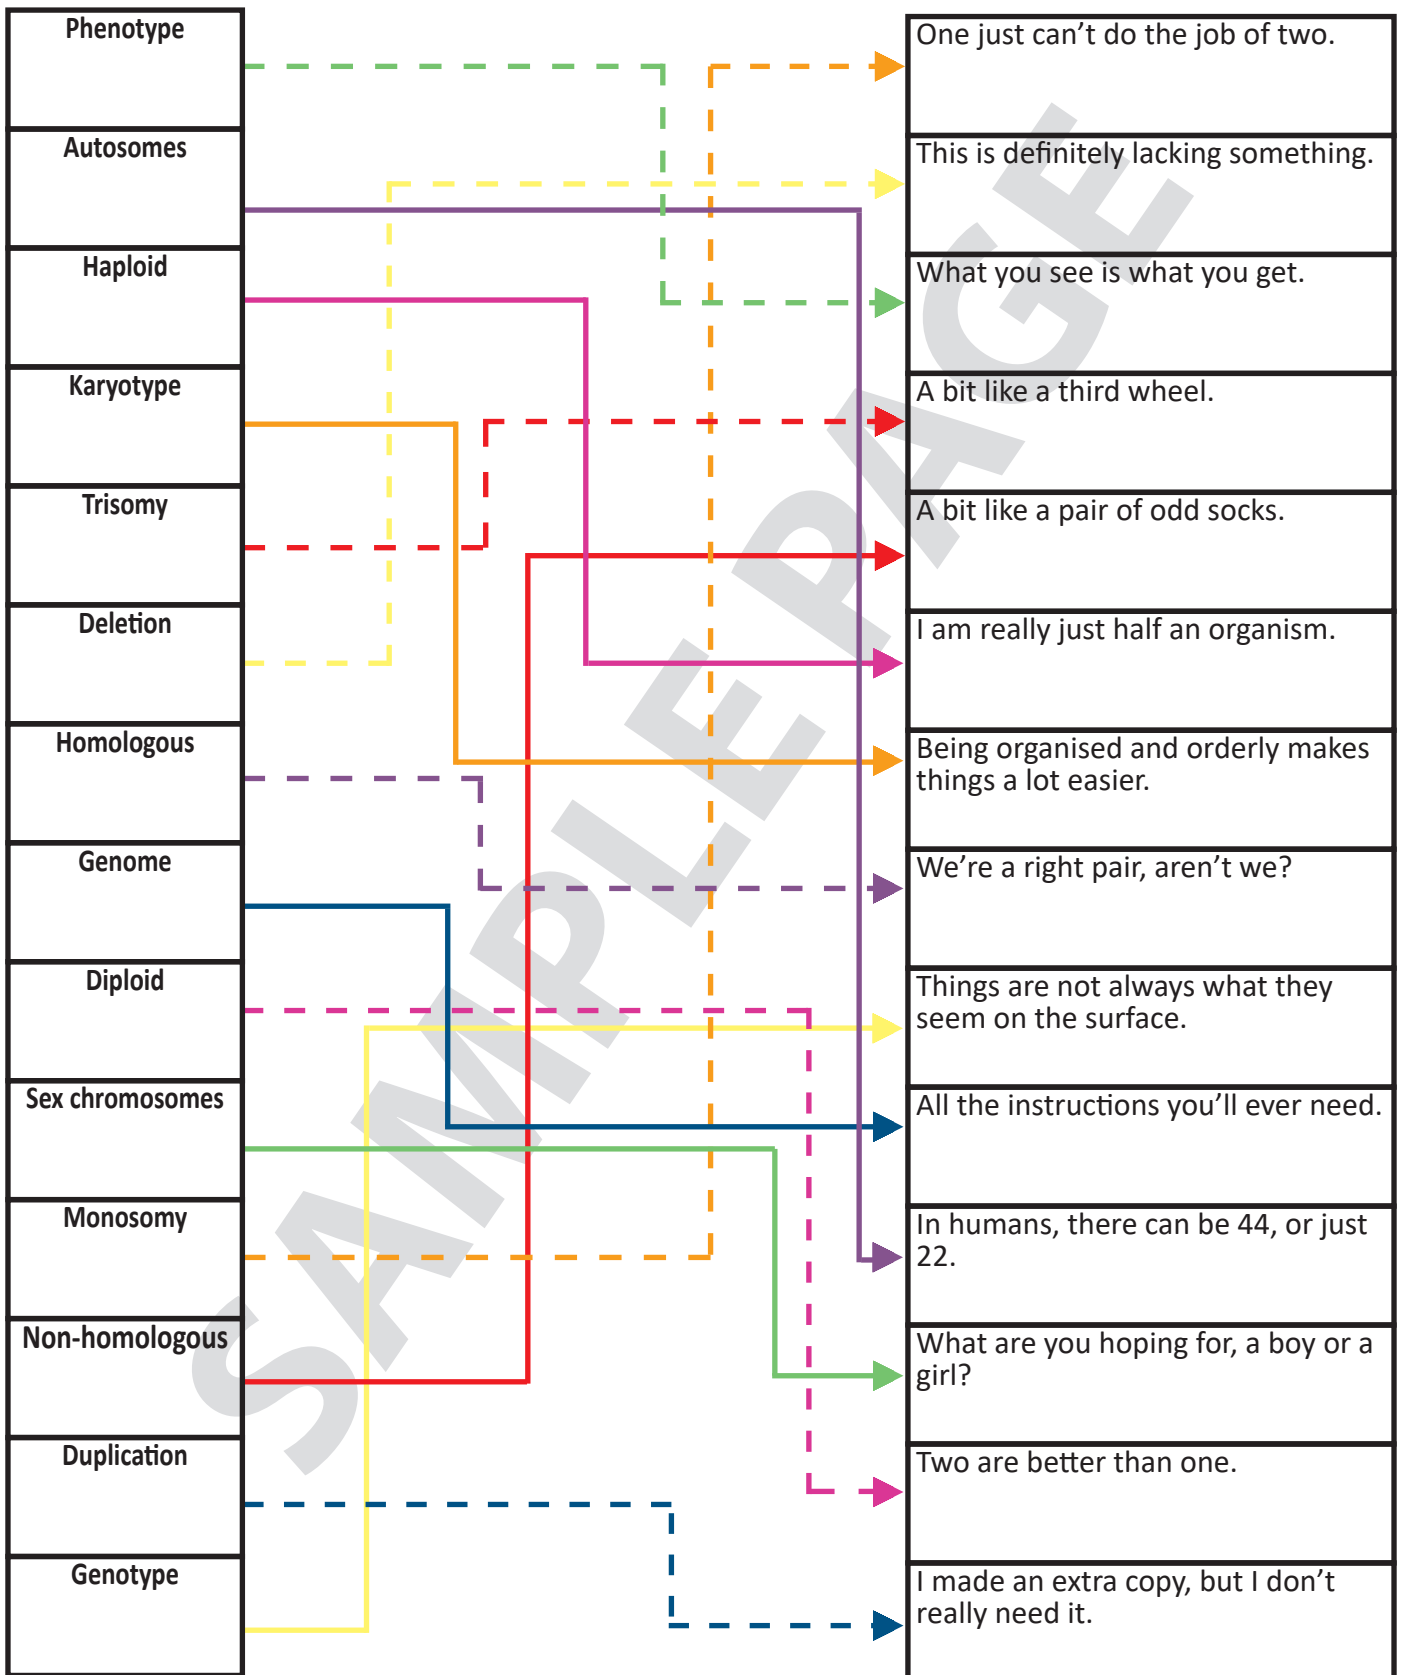 Phenotype
Autosomes
Haploid
Karyotype
Trisomy
Deletion
Homologous
Genome
Diploid
Sex chromosomes
Monosomy
Non-homologous
Duplication
Genotype
One just can’t do the job of two.
This is definitely lacking something.
What you see is what you get.
A bit like a third wheel.
A bit like a pair of odd socks.
I am really just half an organism.
Being organised and orderly makes
things a lot easier.
We’re a right pair, aren’t we?
Things are not always what they
seem on the surface.
All the instructions you’ll ever need.
In humans, there can be 44, or just
22.
What are you hoping for, a boy or a
girl?
Two are better than one.
I made an extra copy, but I don’t
really need it.
SAMPLE PAGE